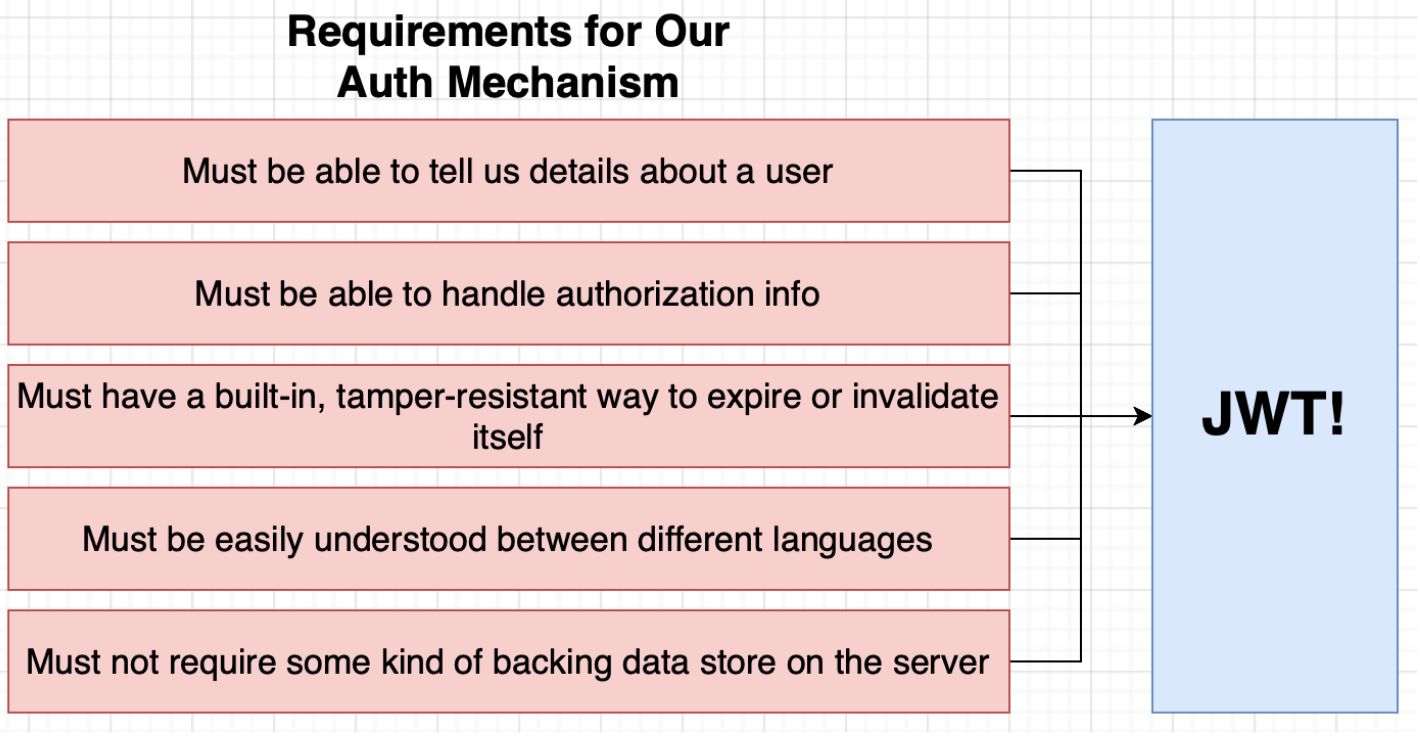 Requirements for Our
Auth Mechanism
Must be able to tell us details about a user
Must be able to handle authorization info
Must have a built-in, tamper-resistant way to expire or invalidate
itself
Must be easily understood between different languages
Must not require some kind of backing data store on the server
JWT!